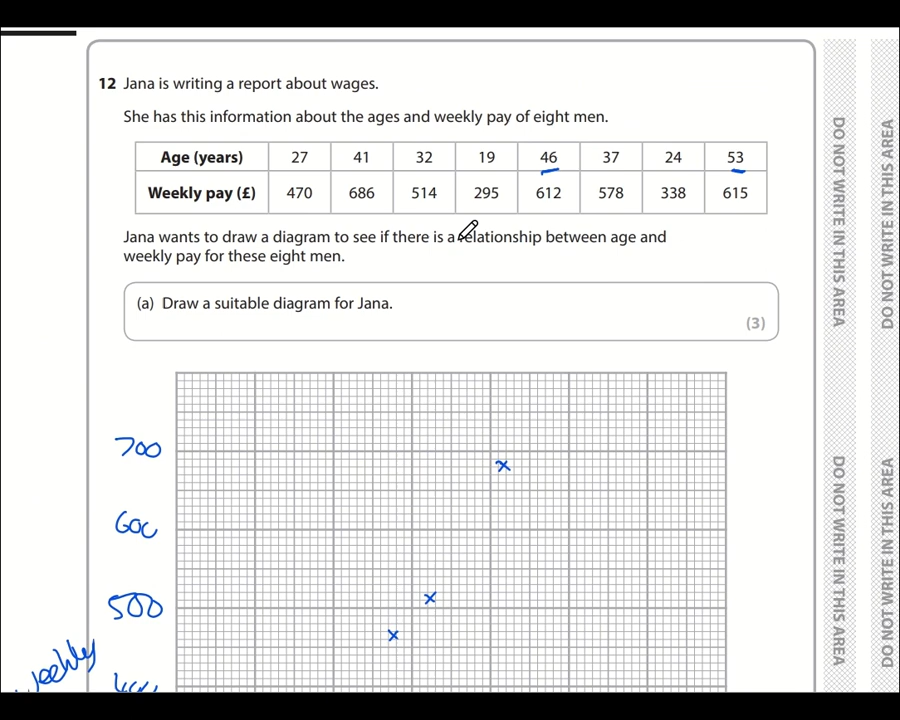 12 Jana is writing a report about wages.
She has this information about the ages and weekly pay of eight men.
Age (years) 27 41 32 19 46 37 24 53
Weekly pay (£) 470 686 514 295 612 578 338 615
Jana wants to draw a diagram to see if there is a relationship between age and
weekly pay for these eight men.
(a) Draw a suitable diagram for Jana.
(3)
700
600
500
weekly
DO NOT WRITE IN THIS AREA
DO NOT WRITE IN THIS AREA
DO NOT WRITE IN THIS AREA
DO NOT WRITE IN THIS AREA